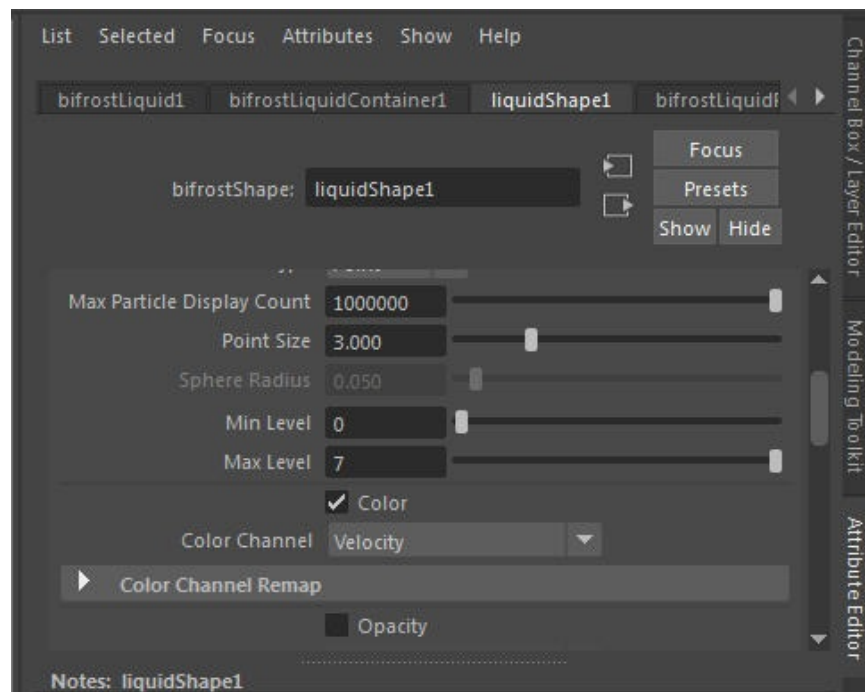 List Selected Focus Attributes Show Help
bifrostLiquid1 bifrostLiquidContainer1 liquidShape1
Focus
bifrostShape: liquidShape1 Presets
Show Hide
Max Particle Display Count 1000000
Point Size 3.000
Sphere Radius 0.050
Min Level 0
Max Level 7
Color
Color Channel Velocity
Color Channel Remap
Opacity
Notes: liquidShape1
Channel Box / Layer Editor
Modeling Toolkit
Attribute Editor